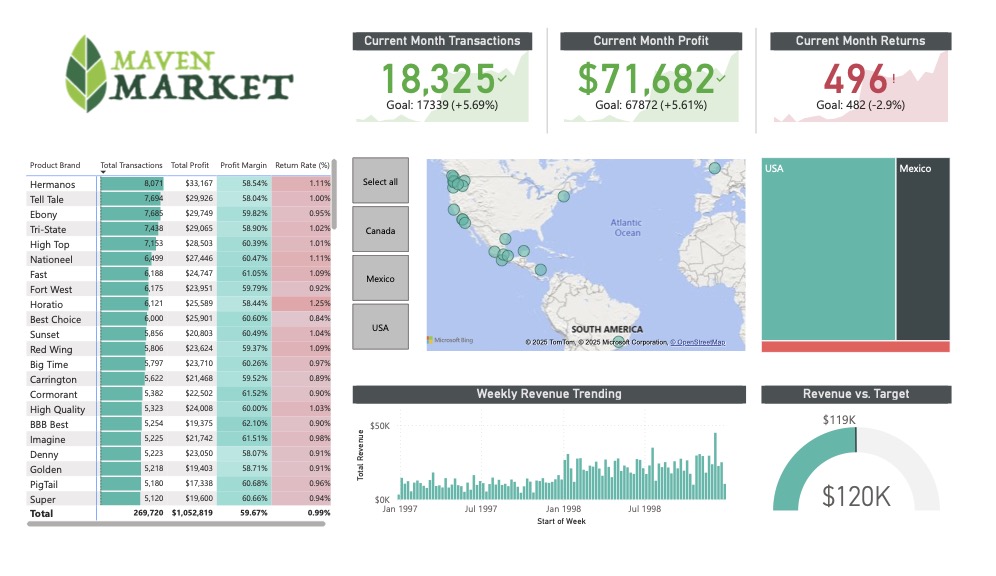 MAVEN
MARKET
Current Month Transactions
18,325
Goal: 17339 (+5.69%)
Current Month Profit
$71,682
Goal: 67872 (+5.61%)
Current Month Returns
496!
Goal: 482 (-2.9%)
Product Brand Total Transactions Total Profit Profit Margin Return Rate (%)
Hermanos 8,071 $33,167 58.54% 1.11%
Tell Tale 7,694 $29,926 58.04% 1.00%
Ebony 7,685 $29,749 59.82% 0.95%
Tri-State 7,438 $29,065 58.90% 1.02%
High Top 7,153 $28,503 60.39% 1.01%
Nationeel 6,499 $27,446 60.47% 1.11%
Fast 6,188 $24,747 61.05% 1.09%
Fort West 6,175 $23,951 59.79% 0.92%
Horatio 6,121 $25,589 58.44% 1.25%
Best Choice 6,000 $25,901 60.60% 0.84%
Sunset 5,856 $20,803 60.49% 1.04%
Red Wing 5,806 $23,624 59.37% 1.09%
Big Time 5,797 $23,710 60.26% 0.97%
Carrington 5,622 $21,468 59.52% 0.89%
Cormorant 5,382 $22,502 61.52% 0.90%
High Quality 5,323 $24,008 60.00% 1.03%
BBB Best 5,254 $19,375 62.10% 0.90%
Imagine 5,225 $21,742 61.51% 0.98%
Denny 5,223 $23,050 58.07% 0.91%
Golden 5,218 $19,403 58.71% 0.91%
PigTail 5,180 $17,338 60.68% 0.96%
Super 5,120 $19,600 60.66% 0.94%
Total 269,720 $1,052,819 59.67% 0.99%
Select all
Canada
Mexico
USA
Atlantic
Ocean
SOUTH AMERICA
Microsoft Bing
© 2025 TomTom, © 2025 Microsoft Corporation, © OpenStreetMap
USA
Mexico
Weekly Revenue Trending
Total Revenue
$50K
$0K
Jan 1997 Jul 1997 Jan 1998 Jul 1998
Start of Week
Revenue vs. Target
$119K
$120K